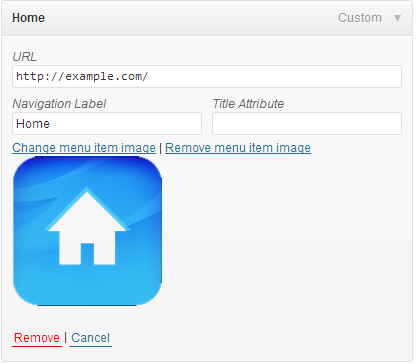 Home Custom
URL
http://example.com/
Navigation Label Title Attribute
Home
Change menu item image | Remove menu item image
Remove | Cancel